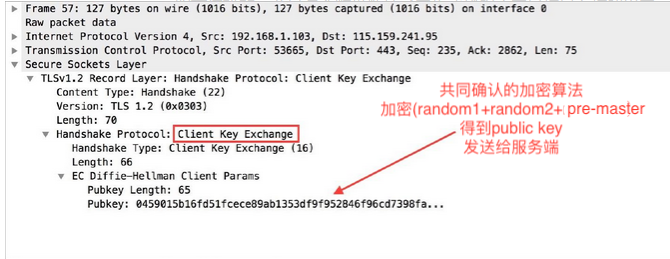 Frame 57: 127 bytes on wire (1016 bits), 127 bytes captured (1016 bits) on interface 0
Raw packet data
Internet Protocol Version 4, Src: 192.168.1.103, Dst: 115.159.241.95
Transmission Control Protocol, Src Port: 53665, Dst Port: 443, Seq: 235, Ack: 2862, Len: 75
Secure Sockets Layer
TLSv1.2 Record Layer: Handshake Protocol: Client Key Exchange
Content Type: Handshake (22)
Version: TLS 1.2 (0x0303)
Length: 70
Handshake Protocol: Client Key Exchange
Handshake Type: Client Key Exchange (16)
Length: 66
EC Diffie-Hellman Client Params
Pubkey Length: 65
Pubkey: 0459015b16fd51fcece89ab1353df9f952846f96cd7398fa...
共同确认的加密算法
加密(random1+random2+pre-master
得到public key
发送给服务端